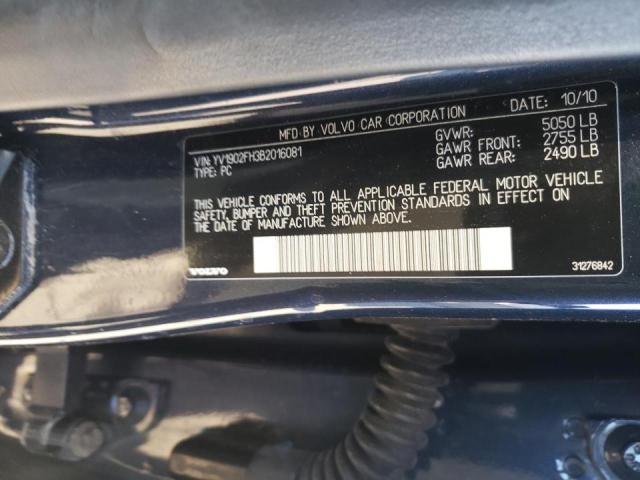 MFD BY VOLVO CAR CORPORATION DATE: 10/10
VIN: YV1902FH3B2016081 GVWR: 5050 LB
TYPE: PC GAWR FRONT: 2755 LB
GAWR REAR: 2490 LB
THIS VEHICLE CONFORMS TO ALL APPLICABLE FEDERAL MOTOR VEHICLE
SAFETY, BUMPER AND THEFT PREVENTION STANDARDS IN EFFECT ON
THE DATE OF MANUFACTURE SHOWN ABOVE.
VOLVO 31276842